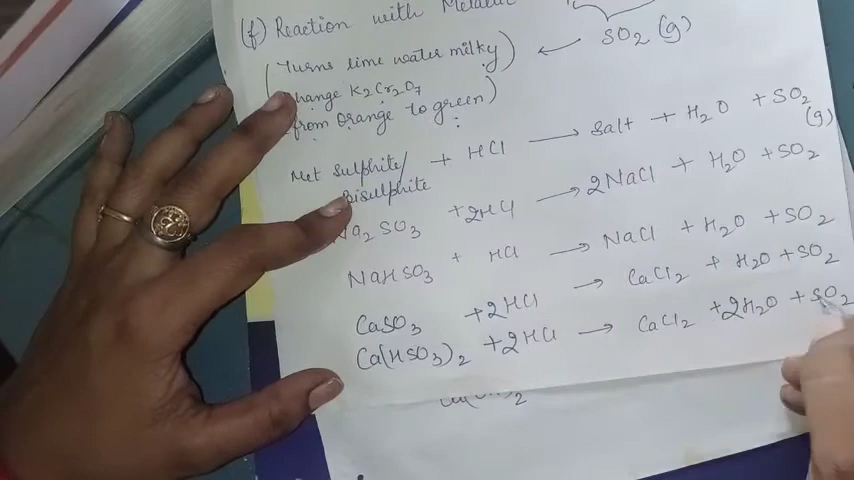 (f) Reaction with
(Turns lime water milky) ← SO2 (g)
change K2Cr2O7
from orange to green)
Met sulphite/ + HCl → Salt + H2O + SO2 (g)
Bisulphite
Na2SO3 + 2HCl → 2NaCl + H2O + SO2
NaHSO3 + HCl → NaCl + H2O + SO2
CaSO3 + 2HCl → CaCl2 + H2O + SO2
Ca(HSO3)2 + 2HCl → CaCl2 + 2H2O + SO2